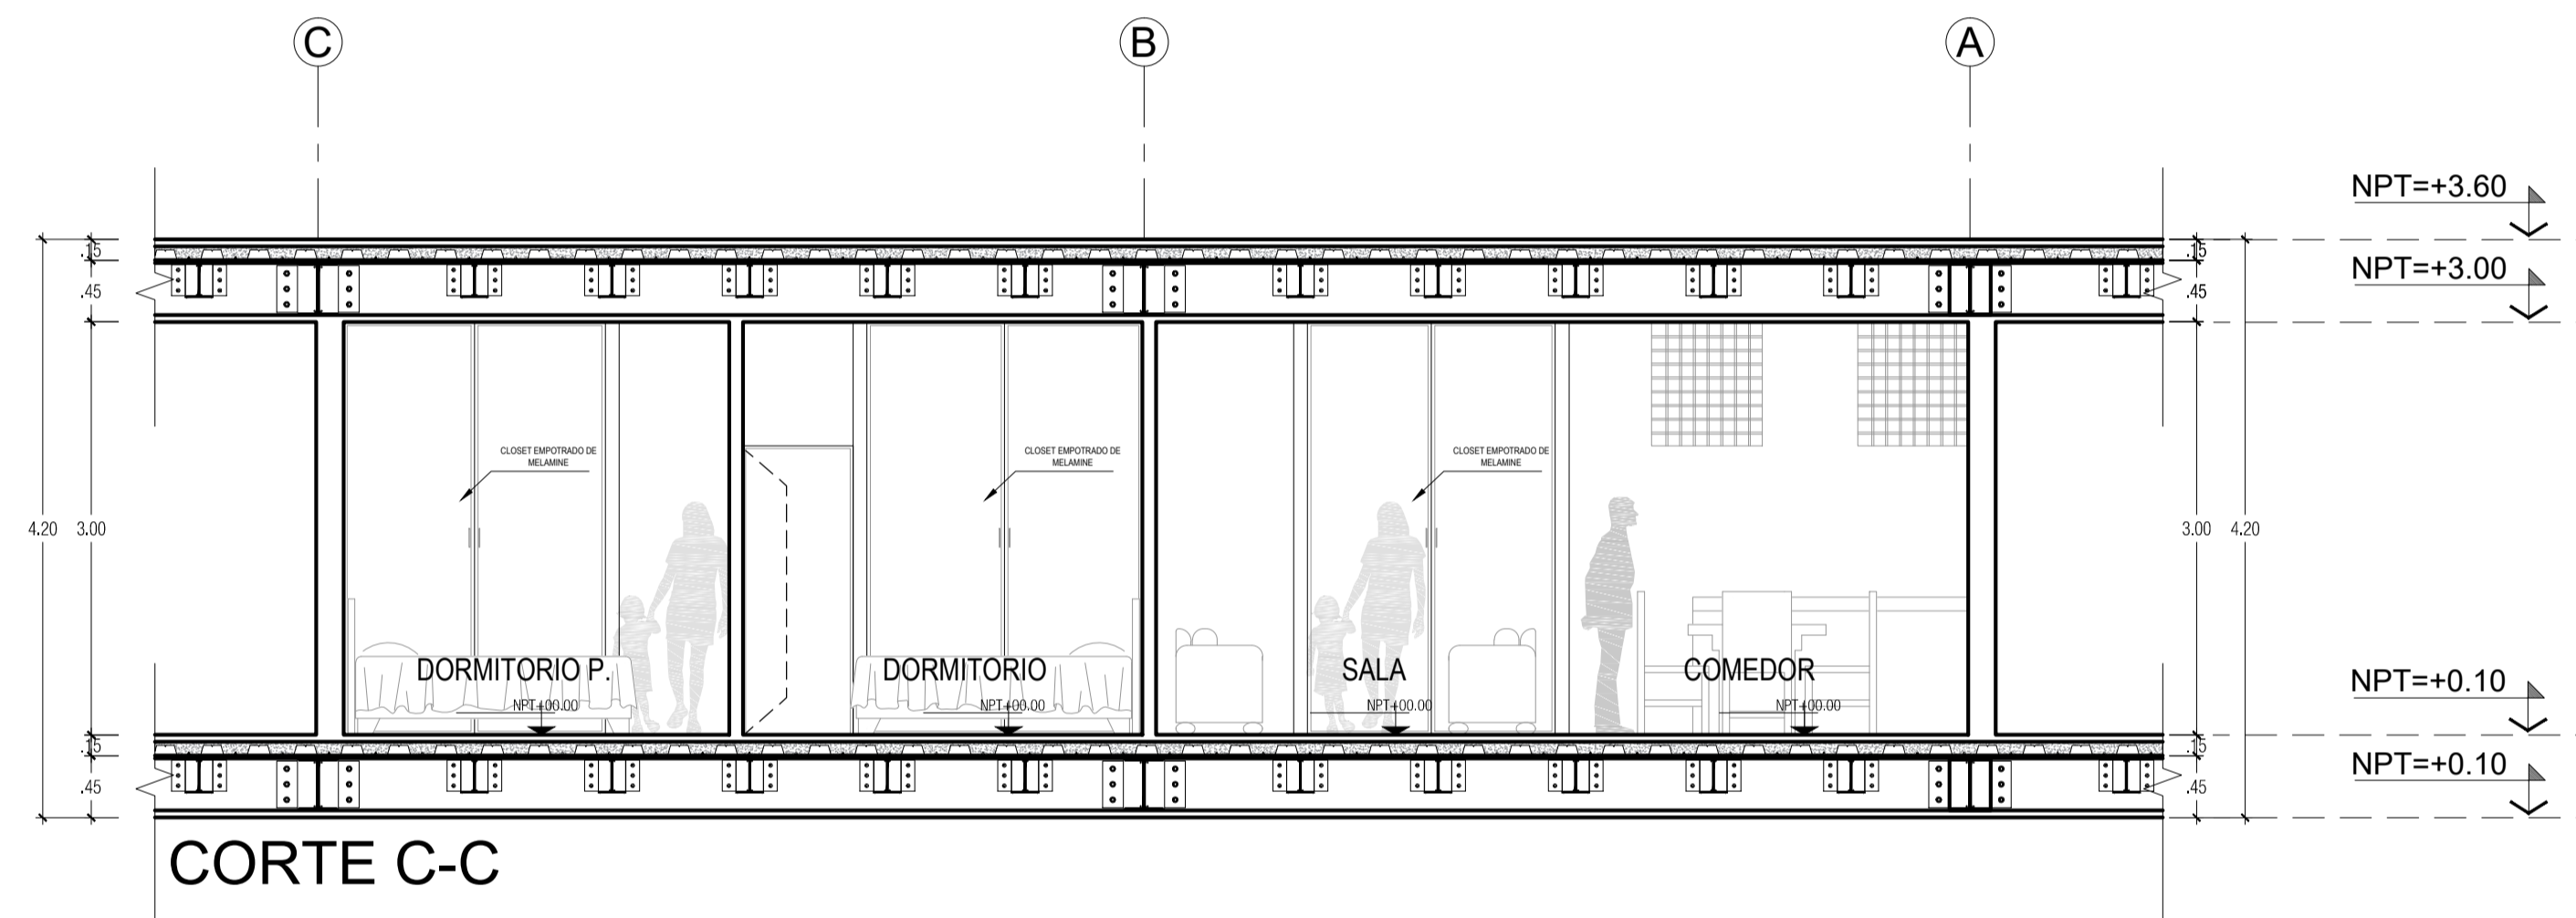 C
B
A
NPT=+3.60
.15
.15
NPT=+3.00
.45
.45
CLOSET EMPOTRADO DE
MELAMINE
CLOSET EMPOTRADO DE
MELAMINE
CLOSET EMPOTRADO DE
MELAMINE
4.20
3.00
3.00
4.20
DORMITORIO P.
DORMITORIO
SALA
COMEDOR
NPT=+0.10
NPT+00.00
NPT+00.00
NPT+00.00
NPT+00.00
.15
.15
NPT=+0.10
.45
.45
CORTE C-C